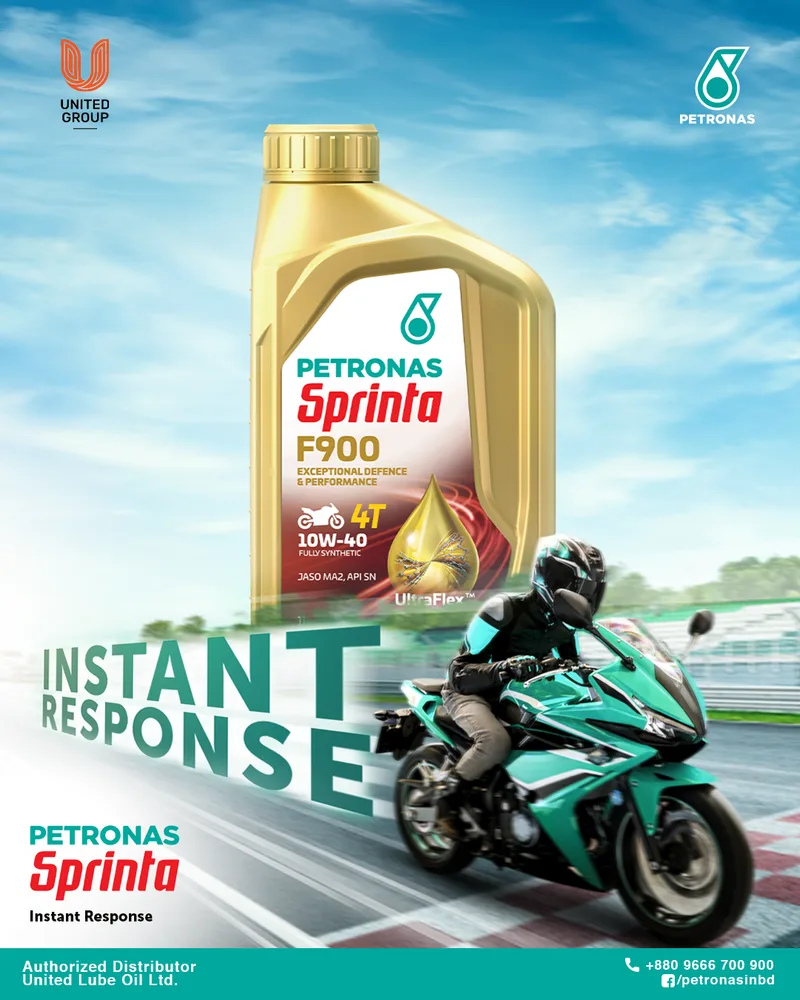 UNITED
GROUP
PETRONAS
PETRONAS
Sprinta
F900
EXCEPTIONAL DEFENCE
& PERFORMANCE
4T
10W-40
FULLY SYNTHETIC
JASO MA2, API SN
UltraFlex™
INSTANT
RESPONSE
PETRONAS
Sprinta
Instant Response
Authorized Distributor
United Lube Oil Ltd.
+880 9666 700 900
/petronasinbd